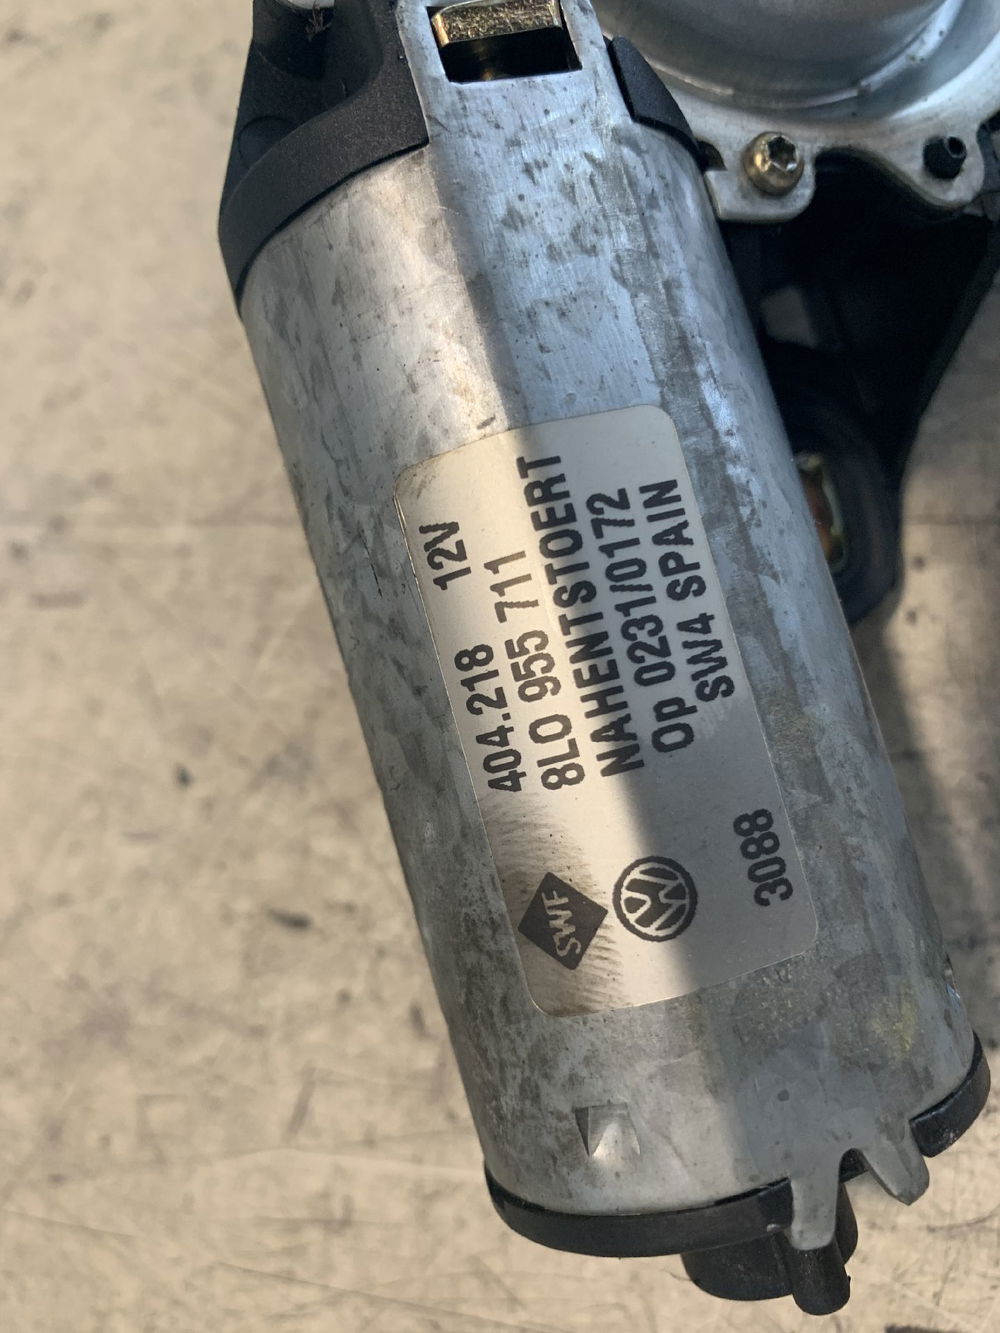 404.218 12V
8L0 955 711
NAHENTSTOERT
Op 0231/0172
SW4 SPAIN
SWF
3088